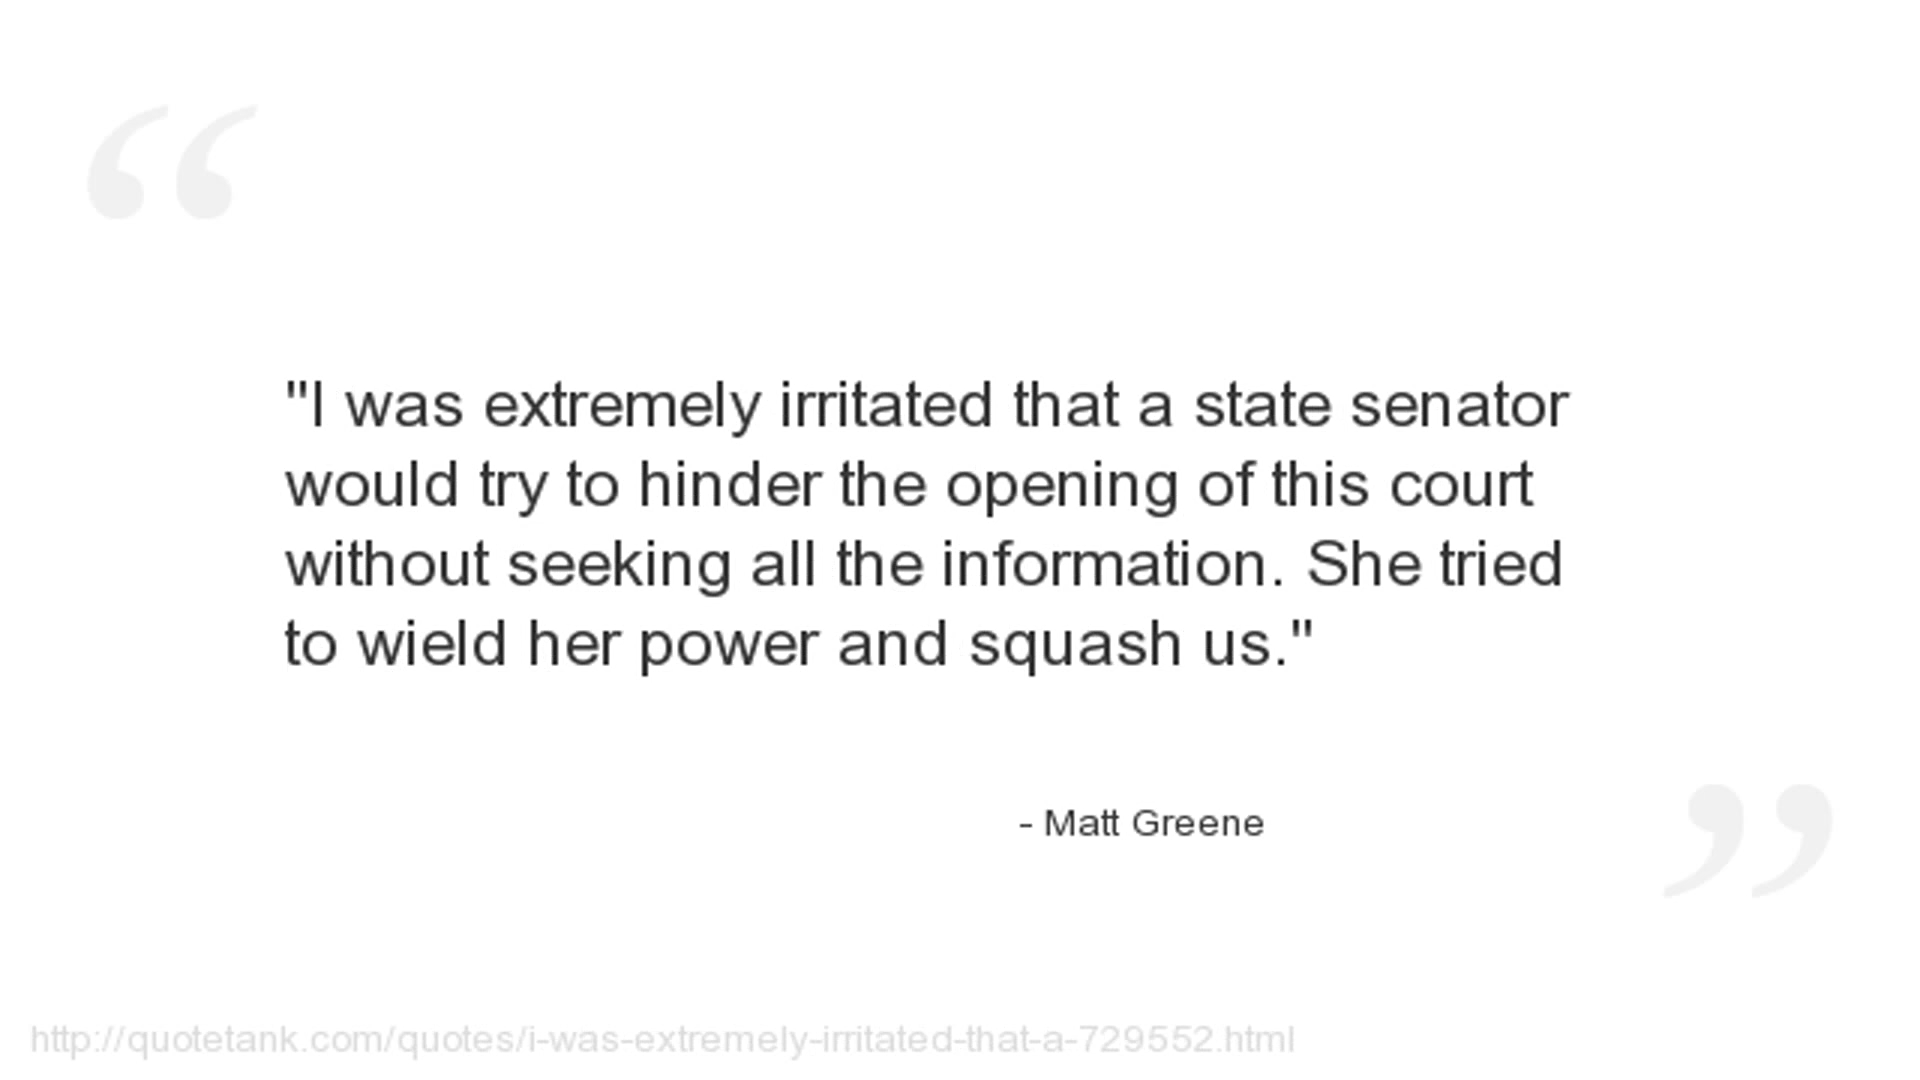 "I was extremely irritated that a state senator
would try to hinder the opening of this court
without seeking all the information. She tried
to wield her power and squash us."
- Matt Greene
http://quotetank.com/quotes/i-was-extremely-irritated-that-a-729552.html